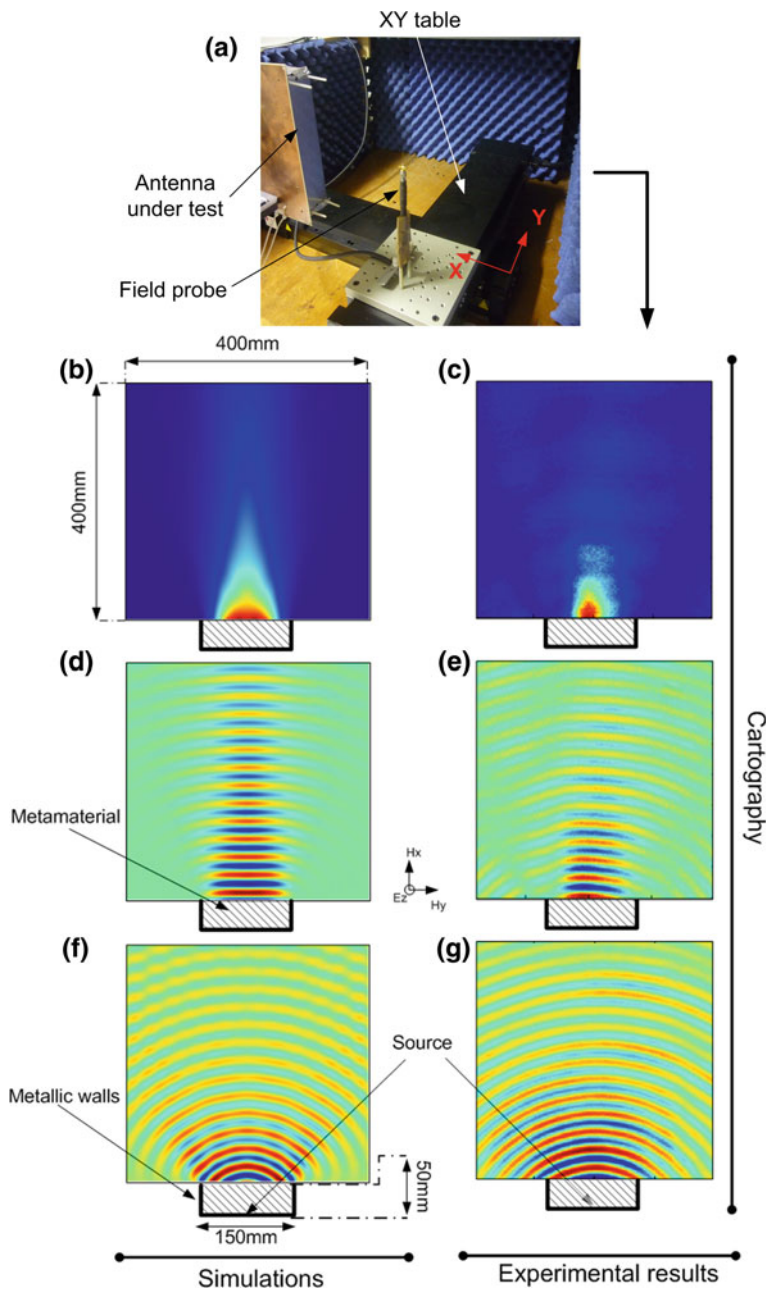 XY table
(a)
Antenna
under test
Field probe
X
Y
400mm
(b)
(c)
400mm
(d)
(e)
Metamaterial
Hx
Ez
Hy
Cartography
(f)
(g)
Source
Metallic walls
50mm
150mm
Simulations
Experimental results